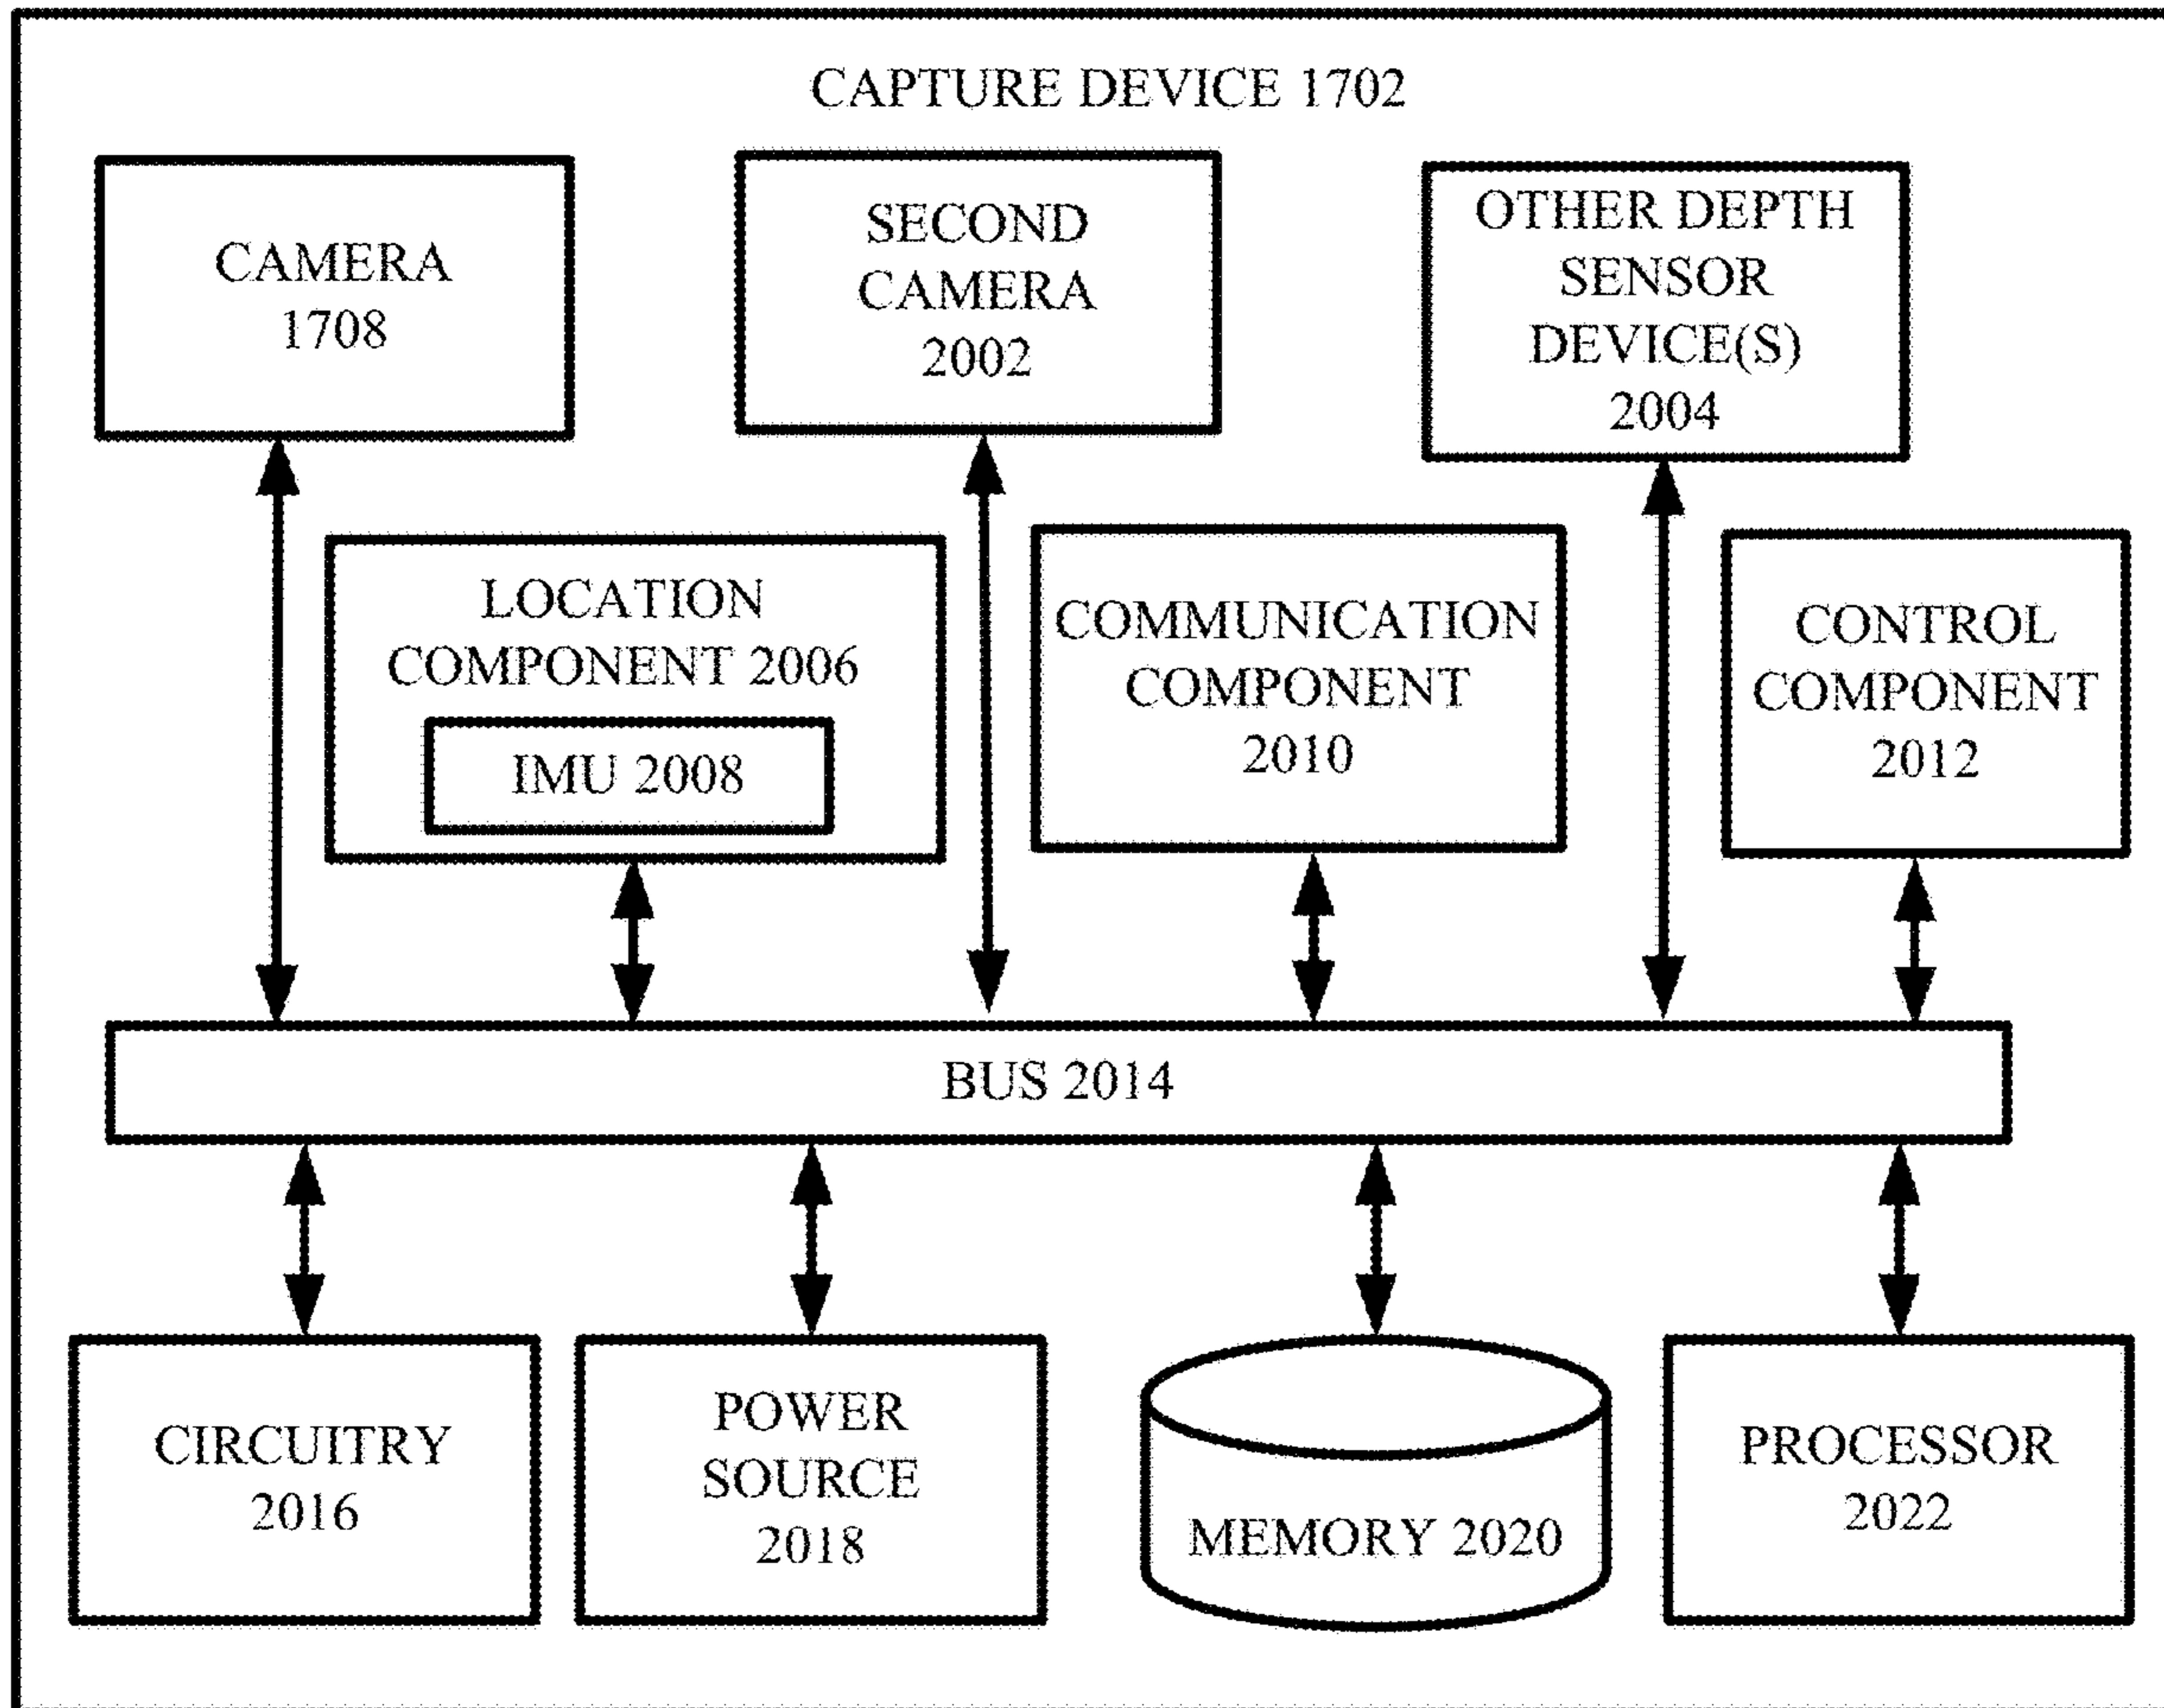 CAPTURE DEVICE 1702
CAMERA
1708
SECOND
CAMERA
2002
OTHER DEPTH
SENSOR
DEVICE(S)
2004
LOCATION
COMPONENT 2006
IMU 2008
COMMUNICATION
COMPONENT
2010
CONTROL
COMPONENT
2012
BUS 2014
CIRCUITRY
2016
POWER
SOURCE
2018
MEMORY 2020
PROCESSOR
2022